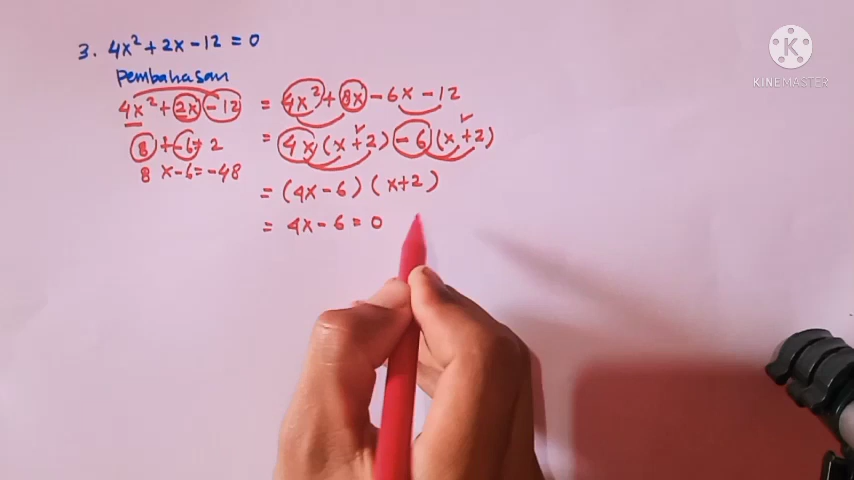 3. 4x² + 2x - 12 = 0
Pembahasan
4x² + 2x - 12 = 4x² + 8x - 6x - 12
8 + -6 = 2 = 4x (x + 2) - 6 (x + 2)
8 x -6 = -48
= (4x - 6) (x + 2)
= 4x - 6 = 0
K
KINEMASTER